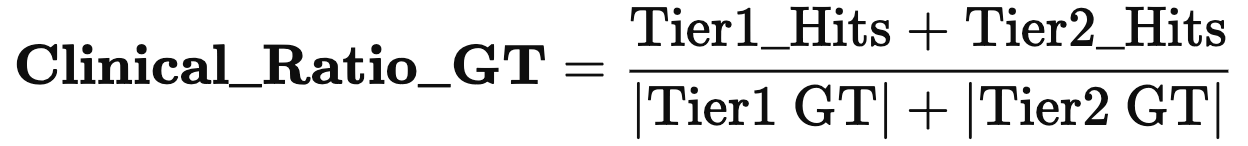 Clinical_Ratio_GT = 
Tier1_Hits + Tier2_Hits
|Tier1 GT| + |Tier2 GT|